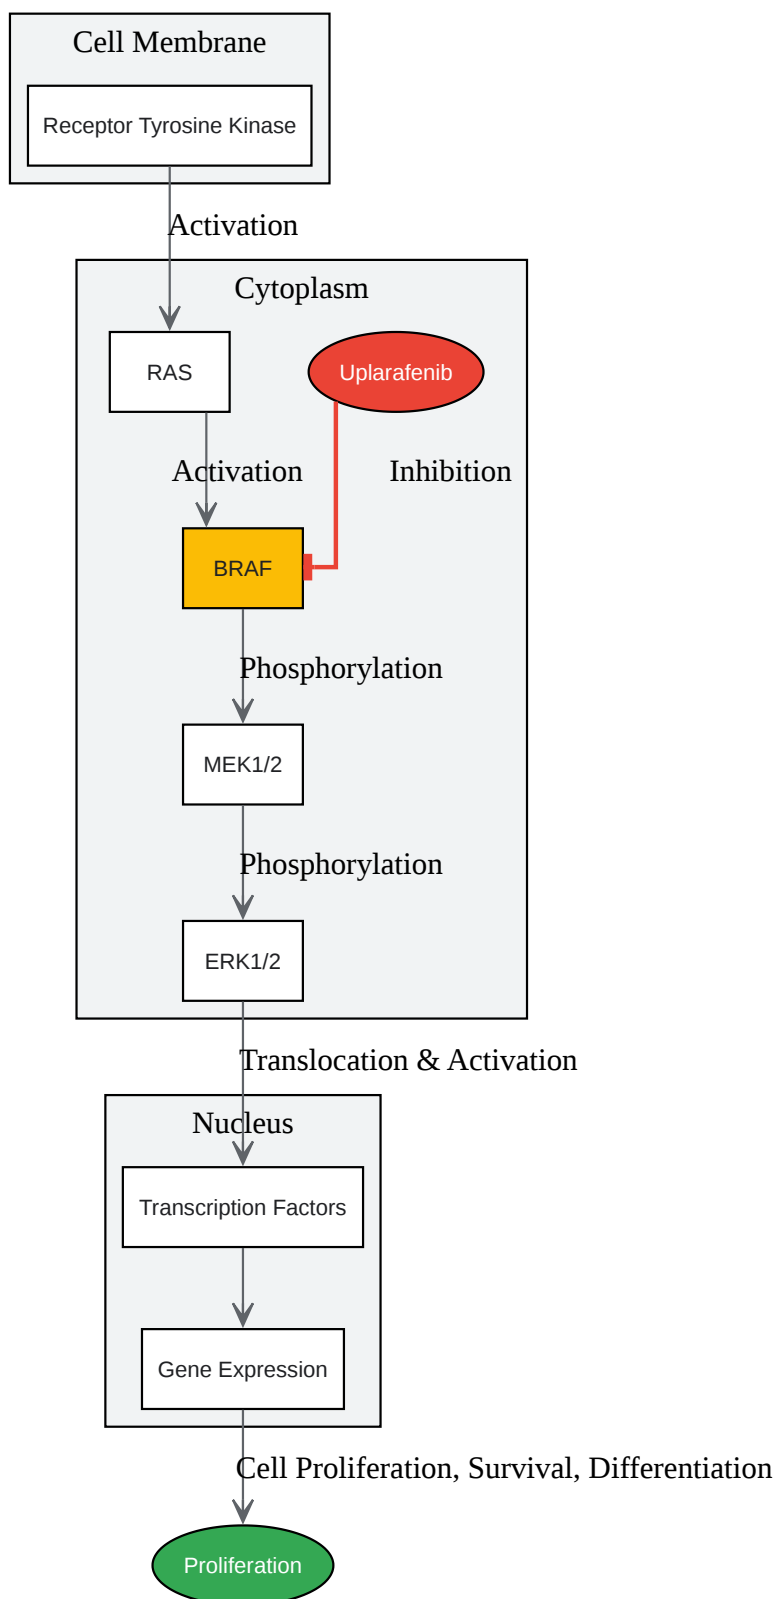 Cell Membrane
Receptor Tyrosine Kinase
Activation
Cytoplasm
RAS
Uplarafenib
Activation
Inhibition
BRAF
Phosphorylation
MEK1/2
Phosphorylation
ERK1/2
Translocation & Activation
Nucleus
Transcription Factors
Gene Expression
Cell Proliferation, Survival, Differentiation
Proliferation